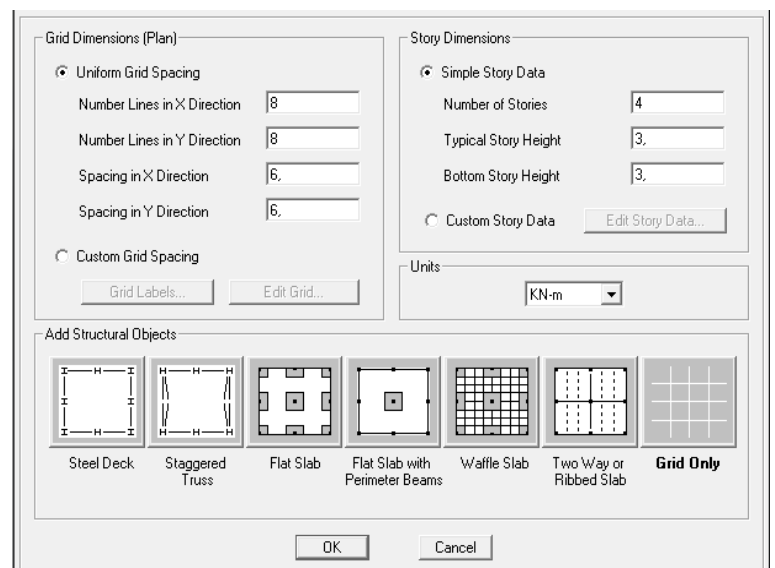 Grid Dimensions (Plan)
Uniform Grid Spacing
Number Lines in X Direction 8
Number Lines in Y Direction 8
Spacing in X Direction 6,
Spacing in Y Direction 6,
Custom Grid Spacing
Grid Labels... Edit Grid...
Story Dimensions
Simple Story Data
Number of Stories 4
Typical Story Height 3,
Bottom Story Height 3,
Custom Story Data Edit Story Data...
Units
KN-m
Add Structural Objects
Steel Deck
Staggered
Truss
Flat Slab
Flat Slab with
Perimeter Beams
Waffle Slab
Two Way or
Ribbed Slab
Grid Only
OK Cancel